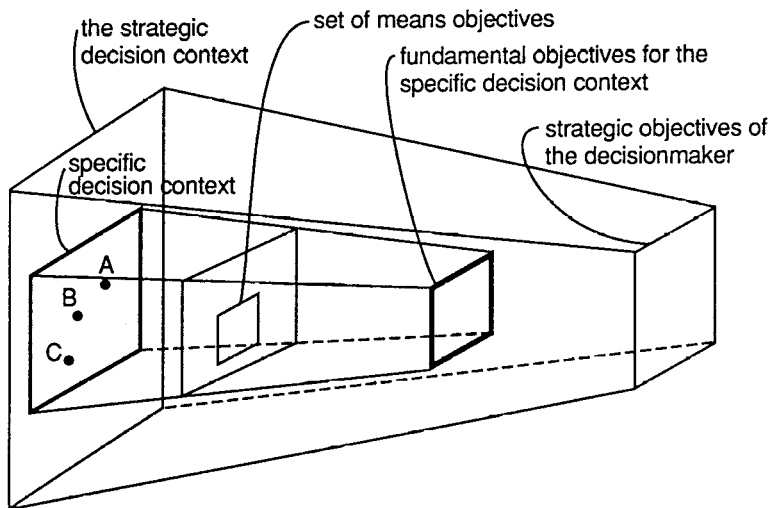 the strategic
decision context
set of means objectives
fundamental objectives for the
specific decision context
strategic objectives of
the decisionmaker
specific
decision context
A
B
C